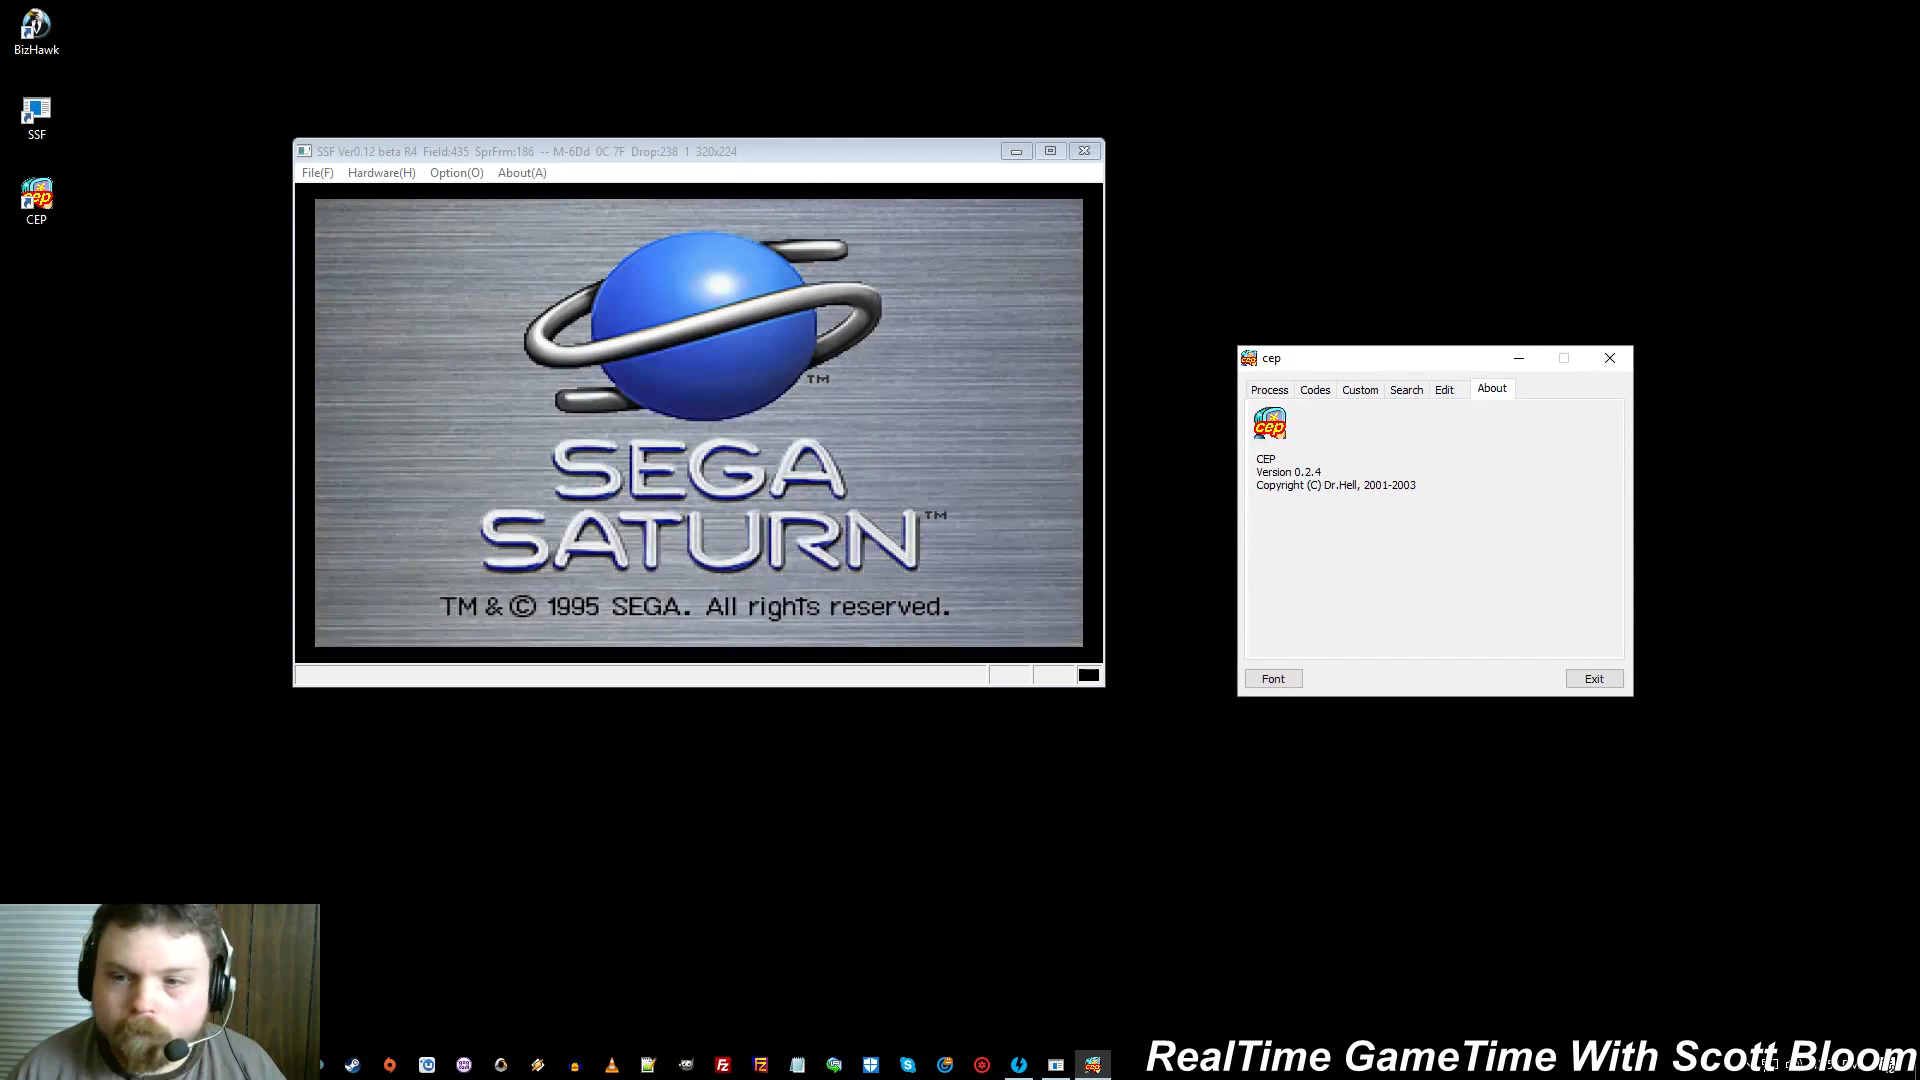 BizHawk
SSF
CEP
SSF Ver0.12 beta R4 Field:435 SprFrm:186 -- M-6Dd 0C 7F Drop:238 1 320x224
File(F) Hardware(H) Option(O) About(A)
TM
SEGA
SATURN TM
TM & © 1995 SEGA. All rights reserved.
cep
Process Codes Custom Search Edit About
cep
CEP
Version 0.2.4
Copyright (C) Dr.Hell, 2001-2003
Font Exit
RealTime GameTime With Scott Bloom